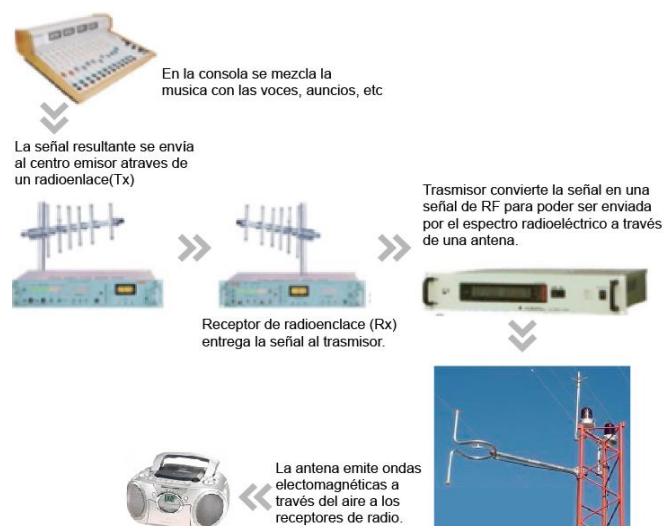 En la consola se mezcla la
musica con las voces, auncios, etc
La señal resultante se envía
al centro emisor atraves de
un radioenlace(Tx)
Trasmisor convierte la señal en una
señal de RF para poder ser enviada
por el espectro radioeléctrico a través
de una antena.
Receptor de radioenclace (Rx)
entrega la señal al trasmisor.
La antena emite ondas
electomagnéticas a
través del aire a los
receptores de radio.